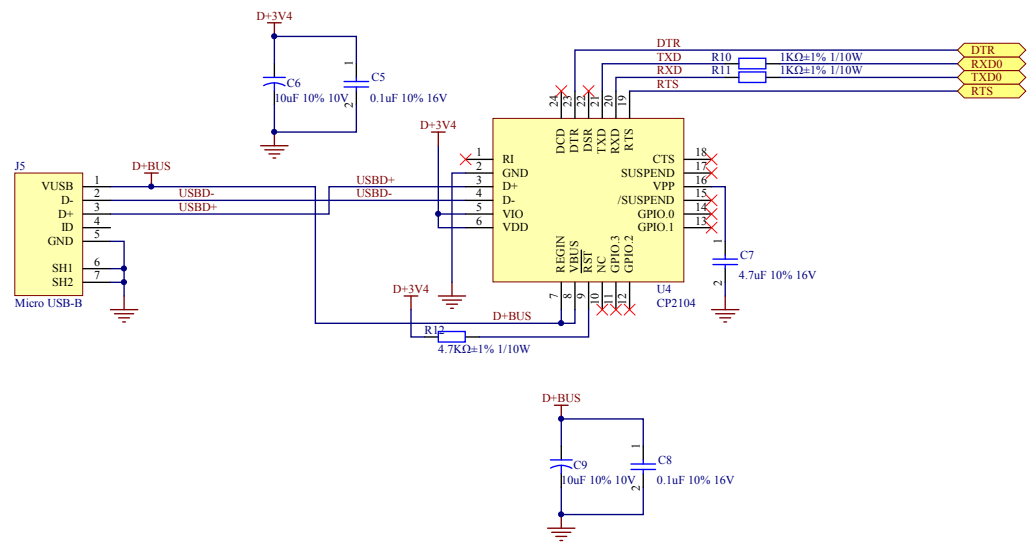 D+3V4
C6
10uF 10% 10V
1
C5
2
0.1uF 10% 16V
DTR
TXD
R10
1KΩ±1% 1/10W
RXD
R11
1KΩ±1% 1/10W
RTS
DTR
RXD0
TXD0
RTS
24
23
22
21
20
19
DCD
DTR
DSR
TXD
RXD
RTS
D+3V4
1 RI
2 GND
3 D+
4 D-
5 VIO
6 VDD
CTS 18
SUSPEND 17
VPP 16
/SUSPEND 15
GPIO.0 14
GPIO.1 13
REGIN
VBUS
RST
NC
GPIO.3
GPIO.2
7
8
9
10
11
12
U4
CP2104
1
C7
4.7uF 10% 16V
2
J5
D+BUS
VUSB 1
D- 2
D+ 3
ID 4
GND 5
SH1 6
SH2 7
Micro USB-B
USBD-
USBD+
USBD+
USBD-
D+3V4
D+BUS
R12
4.7KΩ±1% 1/10W
D+BUS
C9
10uF 10% 10V
1
C8
2
0.1uF 10% 16V